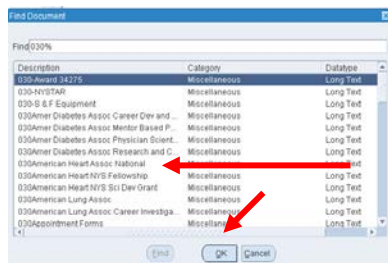 Find Document
Find 030%
Description Category Datatype
030-Award 34275 Miscellaneous Long Text
030-NYSTAR Miscellaneous Long Text
030-S & F Equipment Miscellaneous Long Text
030Amer Diabetes Assoc Career Dev and ... Miscellaneous Long Text
030Amer Diabetes Assoc Mentor Based P... Miscellaneous Long Text
030Amer Diabetes Assoc Physician Scient... Miscellaneous Long Text
030Amer Diabetes Assoc Research and C... Miscellaneous Long Text
030American Heart Assoc National Miscellaneous Long Text
030American Heart NYS Fellowship Miscellaneous Long Text
030American Heart NYS Sci Dev Grant Miscellaneous Long Text
030American Lung Assoc Miscellaneous Long Text
030American Lung Assoc Career Investiga... Miscellaneous Long Text
030Appointment Forms Miscellaneous Long Text
Find OK Cancel